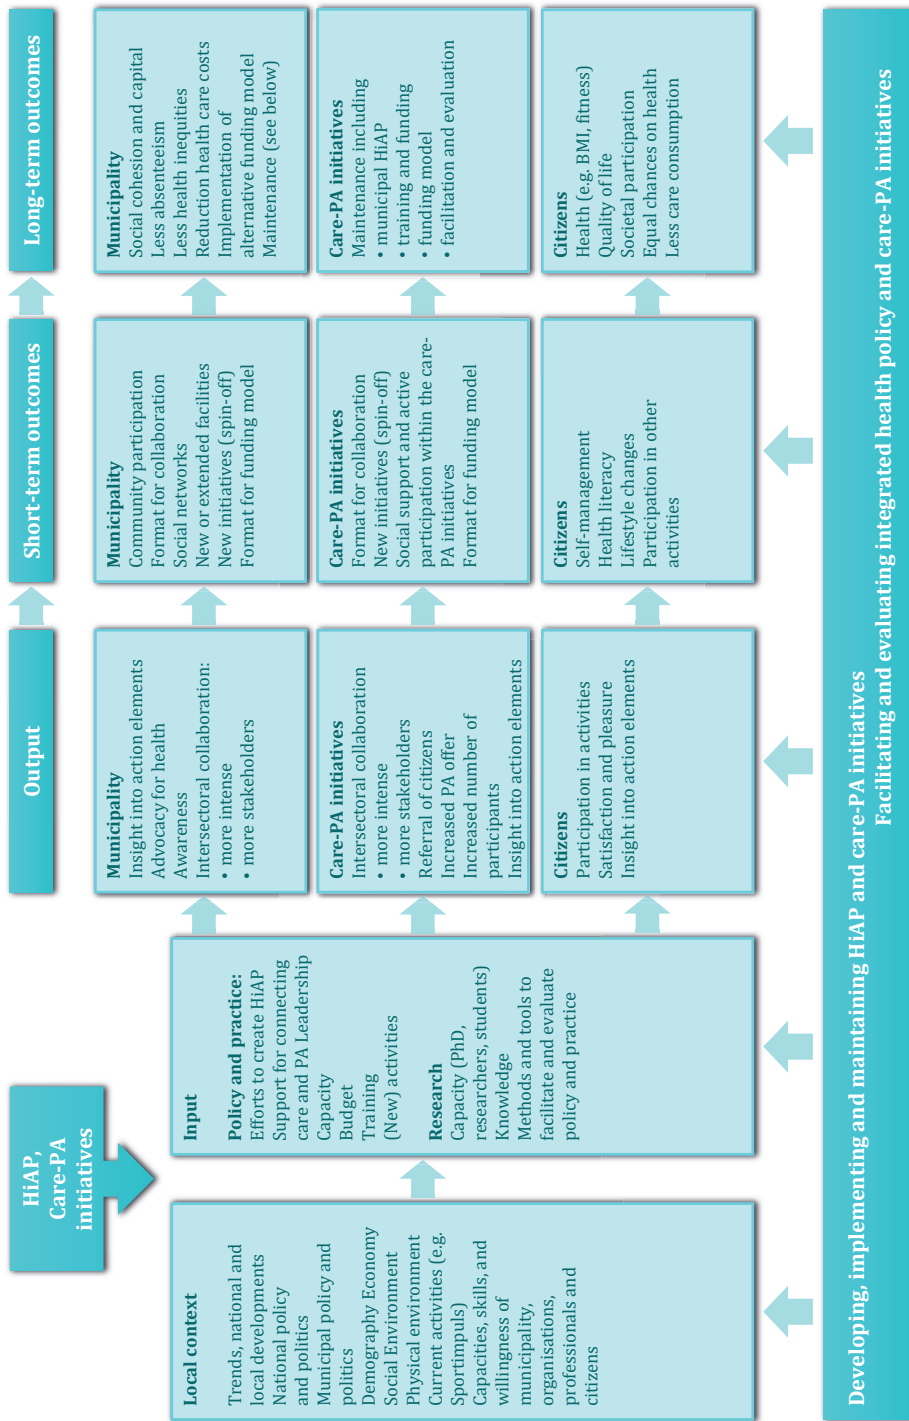 HiAP,
Care-PA
initiatives
Output
Short-term outcomes
Long-term outcomes
Local context
Trends, national and
local developments
National policy
and politics
Municipal policy and
politics
Demography Economy
Social Environment
Physical environment
Current activities (e.g.
Sportimpuls)
Capacities, skills, and
willingness of
municipality,
organisations,
professionals and
citizens
Input
Policy and practice:
Efforts to create HiAP
Support for connecting
care and PA Leadership
Capacity
Budget
Training
(New) activities
Research
Capacity (PhD,
researchers, students)
Knowledge
Methods and tools to
facilitate and evaluate
policy and practice
Municipality
Insight into action elements
Advocacy for health
Awareness
Intersectoral collaboration:
• more intense
• more stakeholders
Care-PA initiatives
Intersectoral collaboration
• more intense
• more stakeholders
Referral of citizens
Increased PA offer
Increased number of
participants
Insight into action elements
Citizens
Participation in activities
Satisfaction and pleasure
Insight into action elements
Municipality
Community participation
Format for collaboration
Social networks
New or extended facilities
New initiatives (spin-off)
Format for funding model
Care-PA initiatives
Format for collaboration
New initiatives (spin-off)
Social support and active
participation within the care-
PA initiatives
Format for funding model
Citizens
Self-management
Health literacy
Lifestyle changes
Participation in other
activities
Municipality
Social cohesion and capital
Less absenteeism
Less health inequities
Reduction health care costs
Implementation of
alternative funding model
Maintenance (see below)
Care-PA initiatives
Maintenance including
• municipal HiAP
• training and funding
• funding model
• facilitation and evaluation
Citizens
Health (e.g. BMI, fitness)
Quality of life
Societal participation
Equal chances on health
Less care consumption
Developing, implementing and maintaining HiAP and care-PA initiatives
Facilitating and evaluating integrated health policy and care-PA initiatives